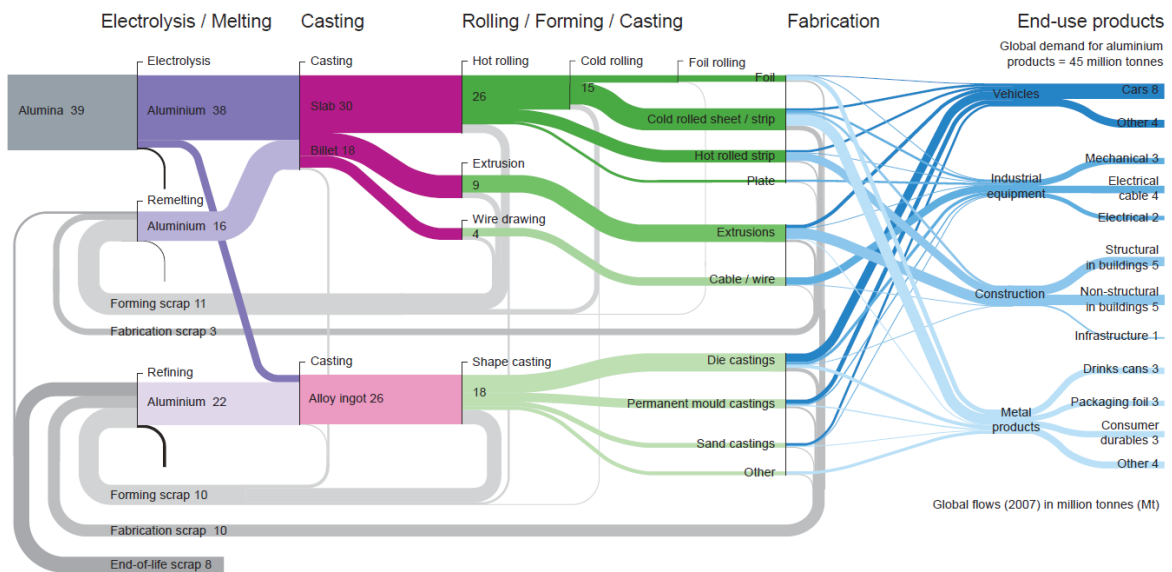 Electrolysis / Melting
Casting
Rolling / Forming / Casting
Fabrication
End-use products
Global demand for aluminium
products = 45 million tonnes
Electrolysis
Casting
Hot rolling
Cold rolling
Foil rolling
Alumina 39
Aluminium 38
Slab 30
26
15
Foil
Vehicles
Cars 8
Billet 18
Cold rolled sheet / strip
Other 4
Hot rolled strip
Mechanical 3
Extrusion
Plate
Industrial
equipment
Electrical
cable 4
9
Remelting
Electrical 2
Aluminium 16
Wire drawing
4
Extrusions
Structural
in buildings 5
Cable / wire
Construction
Non-structural
in buildings 5
Forming scrap 11
Fabrication scrap 3
Infrastructure 1
Refining
Casting
Shape casting
Die castings
Drinks cans 3
Aluminium 22
Alloy ingot 26
18
Permanent mould castings
Metal
products
Packaging foil 3
Consumer
durables 3
Sand castings
Other
Other 4
Forming scrap 10
Global flows (2007) in million tonnes (Mt)
Fabrication scrap 10
End-of-life scrap 8